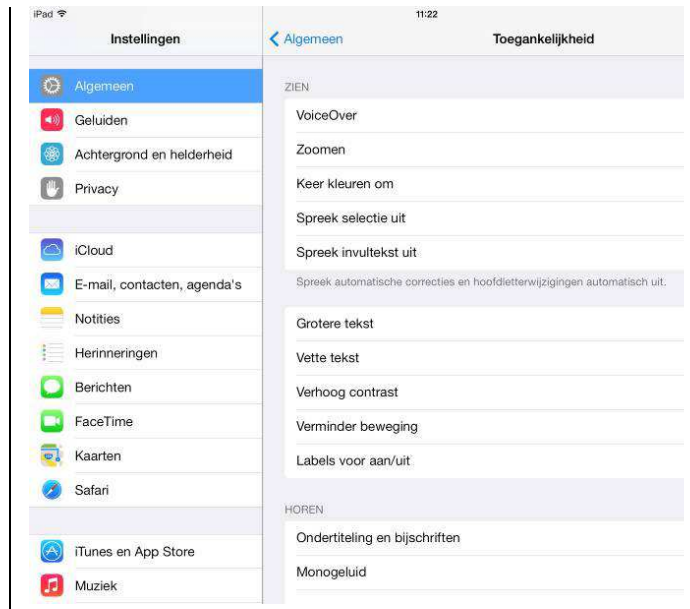 iPad
11:22
Instellingen
Algemeen
Toegankelijkheid
Algemeen
Geluiden
Achtergrond en helderheid
Privacy
iCloud
E-mail, contacten, agenda's
Notities
Herinneringen
Berichten
FaceTime
Kaarten
Safari
iTunes en App Store
Muziek
ZIEN
VoiceOver
Zoomen
Keer kleuren om
Spreek selectie uit
Spreek invultekst uit
Spreek automatische correcties en hoofdletterwijzigingen automatisch uit.
Grotere tekst
Vette tekst
Verhoog contrast
Verminder beweging
Labels voor aan/uit
HOREN
Ondertiteling en bijschriften
Monogeluid